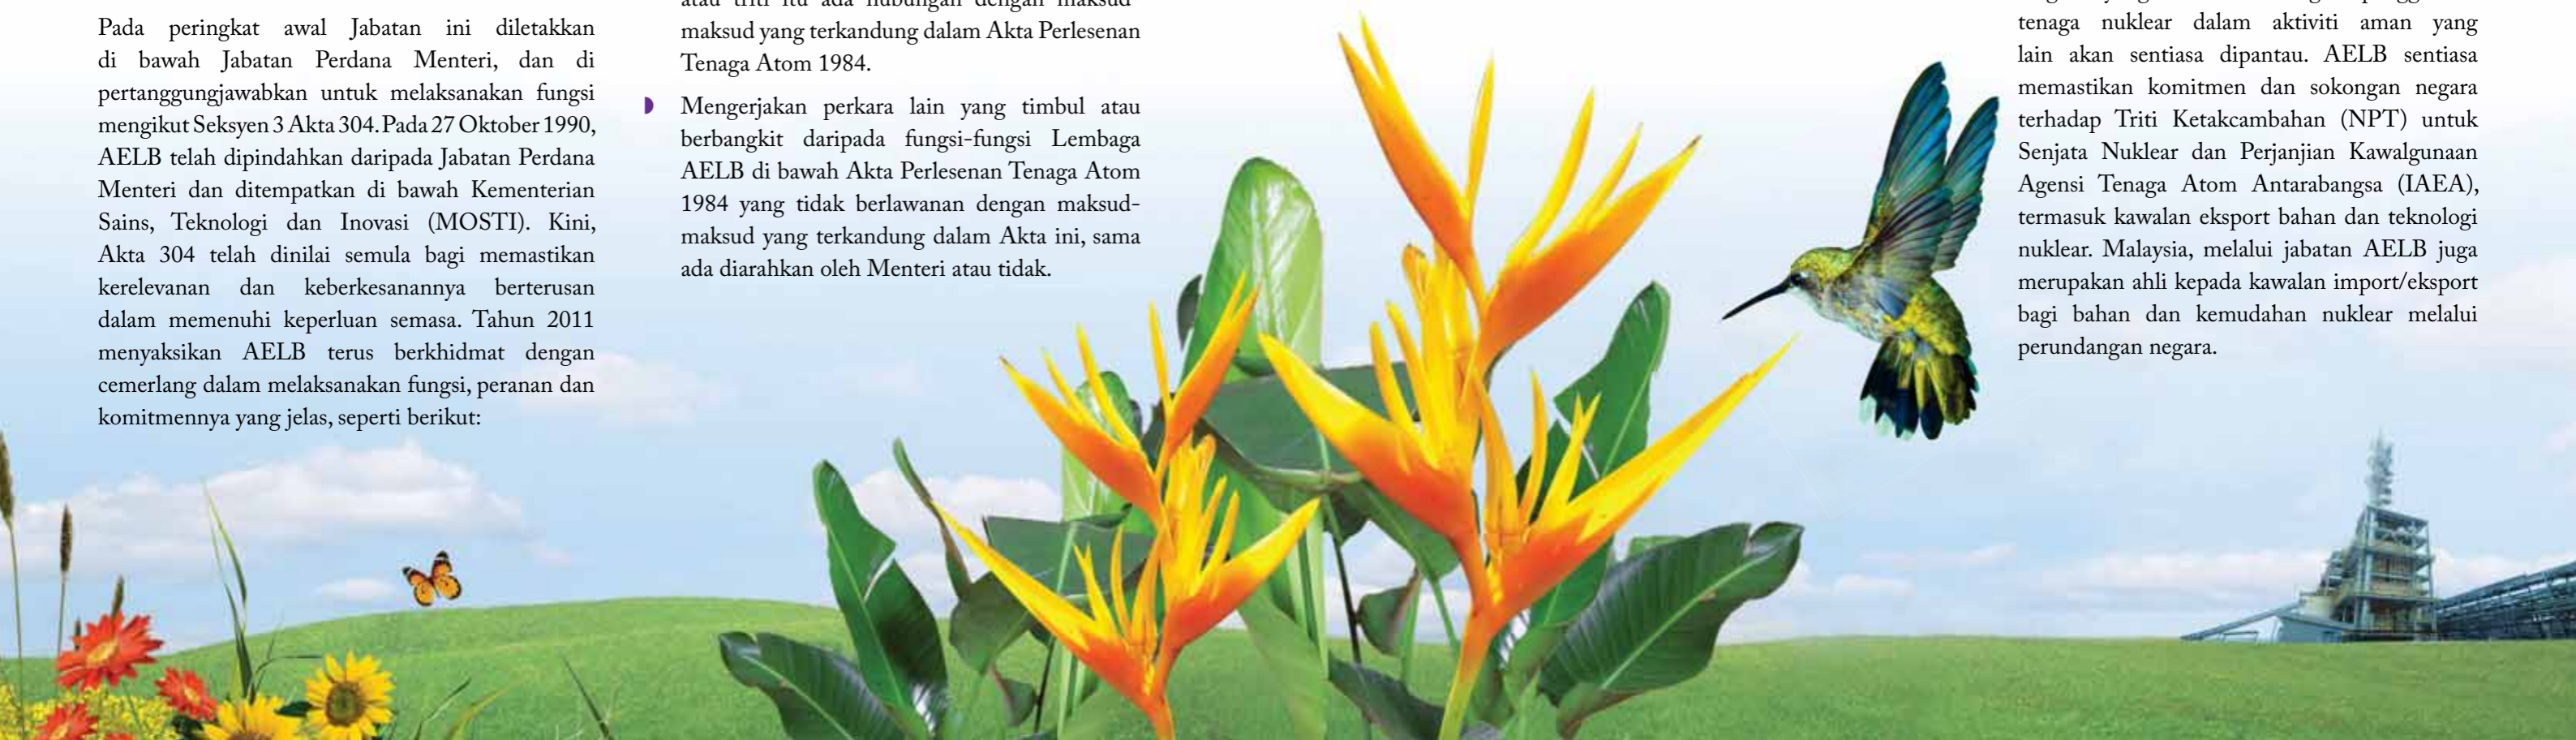 Pada peringkat awal Jabatan ini diletakkan
di bawah Jabatan Perdana Menteri, dan di
pertanggungjawabkan untuk melaksanakan fungsi
mengikut Seksyen 3 Akta 304. Pada 27 Oktober 1990,
AELB telah dipindahkan daripada Jabatan Perdana
Menteri dan ditempatkan di bawah Kementerian
Sains, Teknologi dan Inovasi (MOSTI). Kini,
Akta 304 telah dinilai semula bagi memastikan
kerelevanan dan keberkesanannya berterusan
dalam memenuhi keperluan semasa. Tahun 2011
menyaksikan AELB terus berkhidmat dengan
cemerlang dalam melaksanakan fungsi, peranan dan
komitmennya yang jelas, seperti berikut:
atau triti itu ada hubungan dengan maksud-
maksud yang terkandung dalam Akta Perlesenan
Tenaga Atom 1984.
Mengerjakan perkara lain yang timbul atau
berbangkit daripada fungsi-fungsi Lembaga
AELB di bawah Akta Perlesenan Tenaga Atom
1984 yang tidak berlawanan dengan maksud-
maksud yang terkandung dalam Akta ini, sama
ada diarahkan oleh Menteri atau tidak.
tenaga nuklear dalam aktiviti aman yang
lain akan sentiasa dipantau. AELB sentiasa
memastikan komitmen dan sokongan negara
terhadap Triti Ketakcambahan (NPT) untuk
Senjata Nuklear dan Perjanjian Kawalgunaan
Agensi Tenaga Atom Antarabangsa (IAEA),
termasuk kawalan eksport bahan dan teknologi
nuklear. Malaysia, melalui jabatan AELB juga
merupakan ahli kepada kawalan import/eksport
bagi bahan dan kemudahan nuklear melalui
perundangan negara.